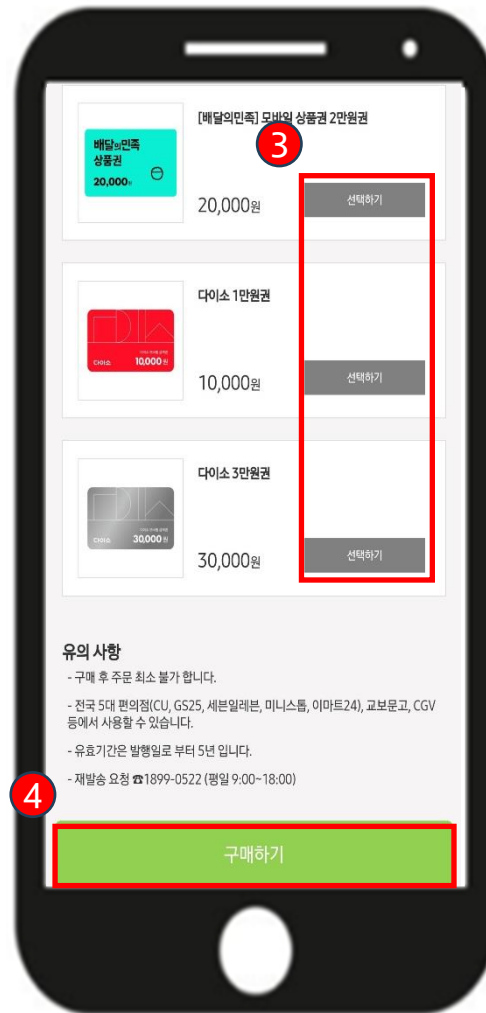 [배달의민족] 모바일 상품권 2만원권
배달의민족
상품권
20,000원
3
20,000원
선택하기
다이소 1만원권
다이소
10,000원
10,000원
선택하기
다이소 3만원권
다이소
30,000원
30,000원
선택하기
유의 사항
- 구매 후 주문 최소 불가 합니다.
- 전국 5대 편의점(CU, GS25, 세븐일레븐, 미니스톱, 이마트24), 교보문고, CGV
등에서 사용할 수 있습니다.
- 유효기간은 발행일로 부터 5년 입니다.
- 재발송 요청 ☎1899-0522 (평일 9:00~18:00)
4
구매하기